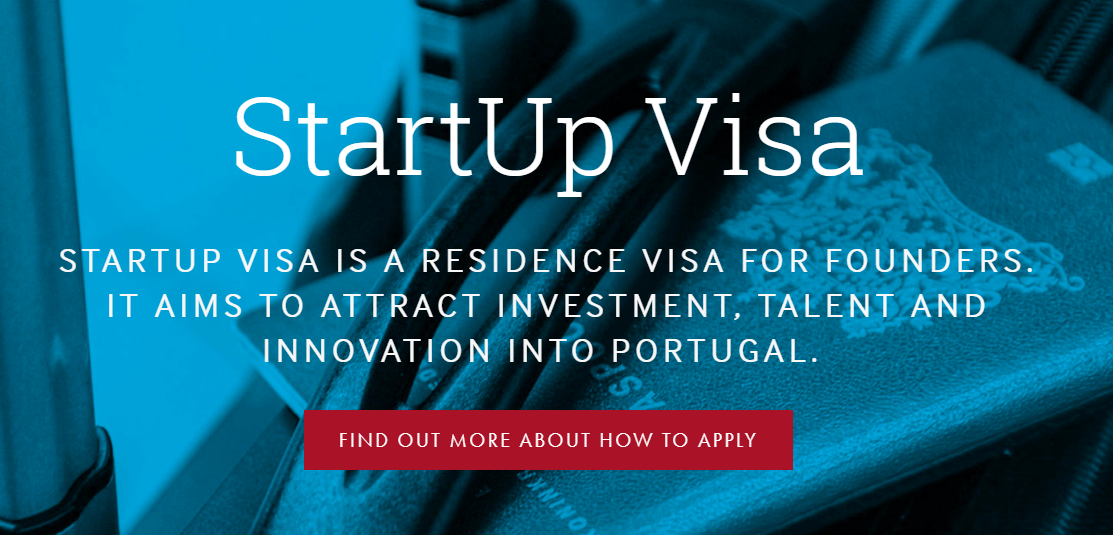 StartUp Visa
STARTUP VISA IS A RESIDENCE VISA FOR FOUNDERS.
IT AIMS TO ATTRACT INVESTMENT, TALENT AND
INNOVATION INTO PORTUGAL.
FIND OUT MORE ABOUT HOW TO APPLY